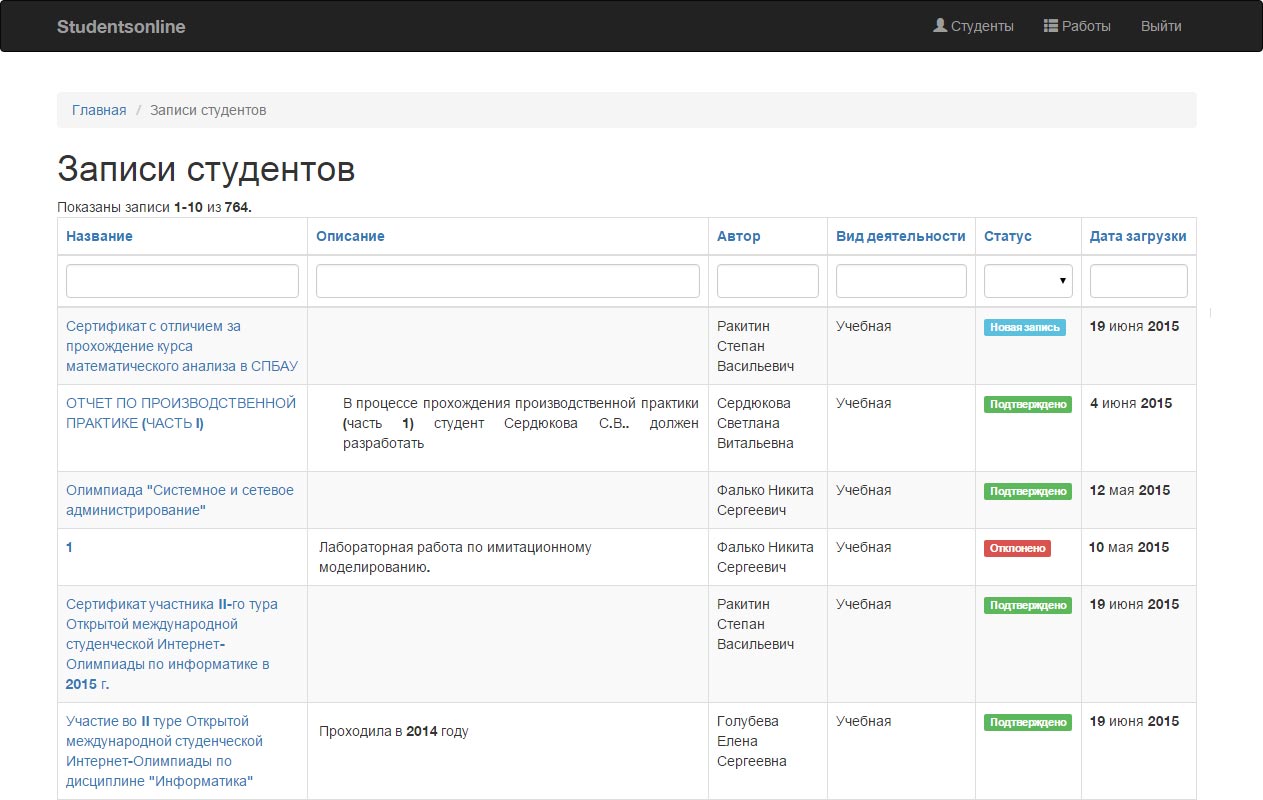 Studentsonline
Студенты
Работы
Выйти
Главная / Записи студентов
Записи студентов
Показаны записи 1-10 из 764.
Название
Описание
Автор
Вид деятельности
Статус
Дата загрузки
Сертификат с отличием за
прохождение курса
математического анализа в СПБАУ
Ракитин
Степан
Васильевич
Учебная
Новая запись
19 июня 2015
ОТЧЕТ ПО ПРОИЗВОДСТВЕННОЙ
ПРАКТИКЕ (ЧАСТЬ I)
В процессе прохождения производственной практики
(часть 1) студент Сердюкова С.В.. должен
разработать
Сердюкова
Светлана
Витальевна
Учебная
Подтверждено
4 июня 2015
Олимпиада "Системное и сетевое
администрирование"
Фалько Никита
Сергеевич
Учебная
Подтверждено
12 мая 2015
1
Лабораторная работа по имитационному
моделированию.
Фалько Никита
Сергеевич
Учебная
Отклонено
10 мая 2015
Сертификат участника II-го тура
Открытой международной
студенческой Интернет-
Олимпиады по информатике в
2015 г.
Ракитин
Степан
Васильевич
Учебная
Подтверждено
19 июня 2015
Участие во II туре Открытой
международной студенческой
Интернет-Олимпиады по
дисциплине "Информатика"
Проходила в 2014 году
Голубева
Елена
Сергеевна
Учебная
Подтверждено
19 июня 2015